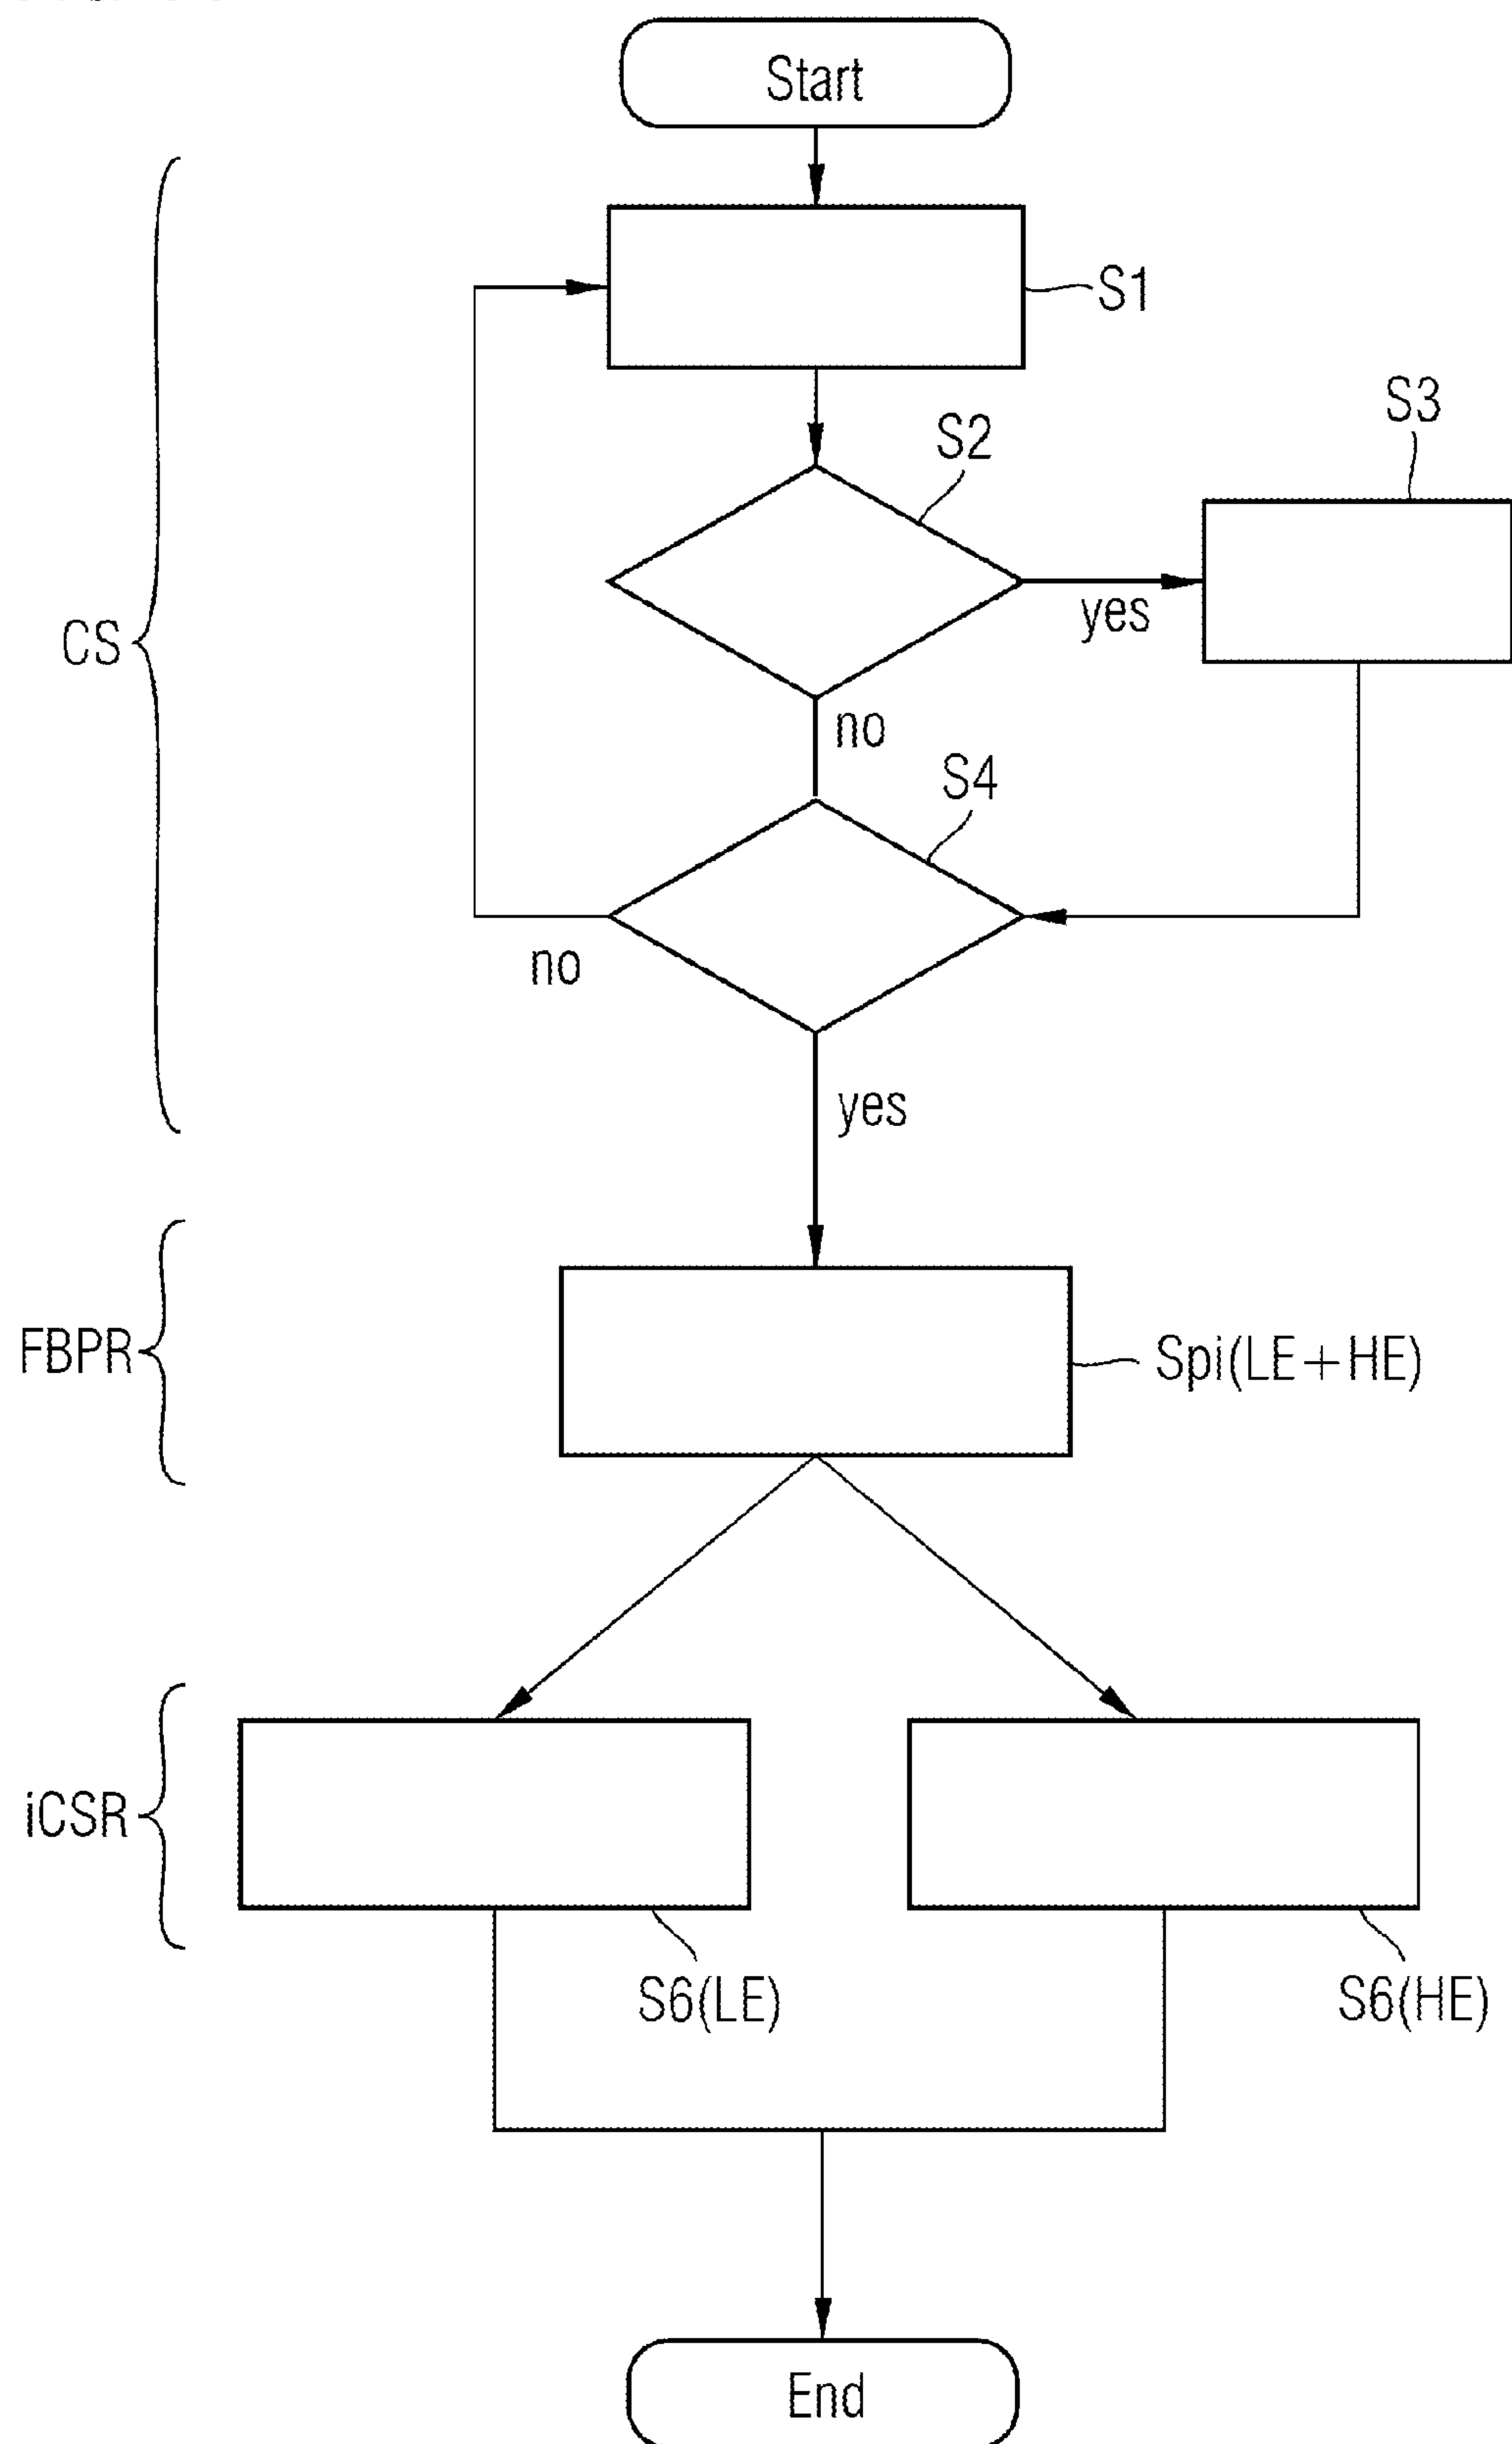 Start
S1
S3
S2
yes
CS
no
S4
no
yes
FBPR
Spi(LE+HE)
iCSR
S6(LE)
S6(HE)
End